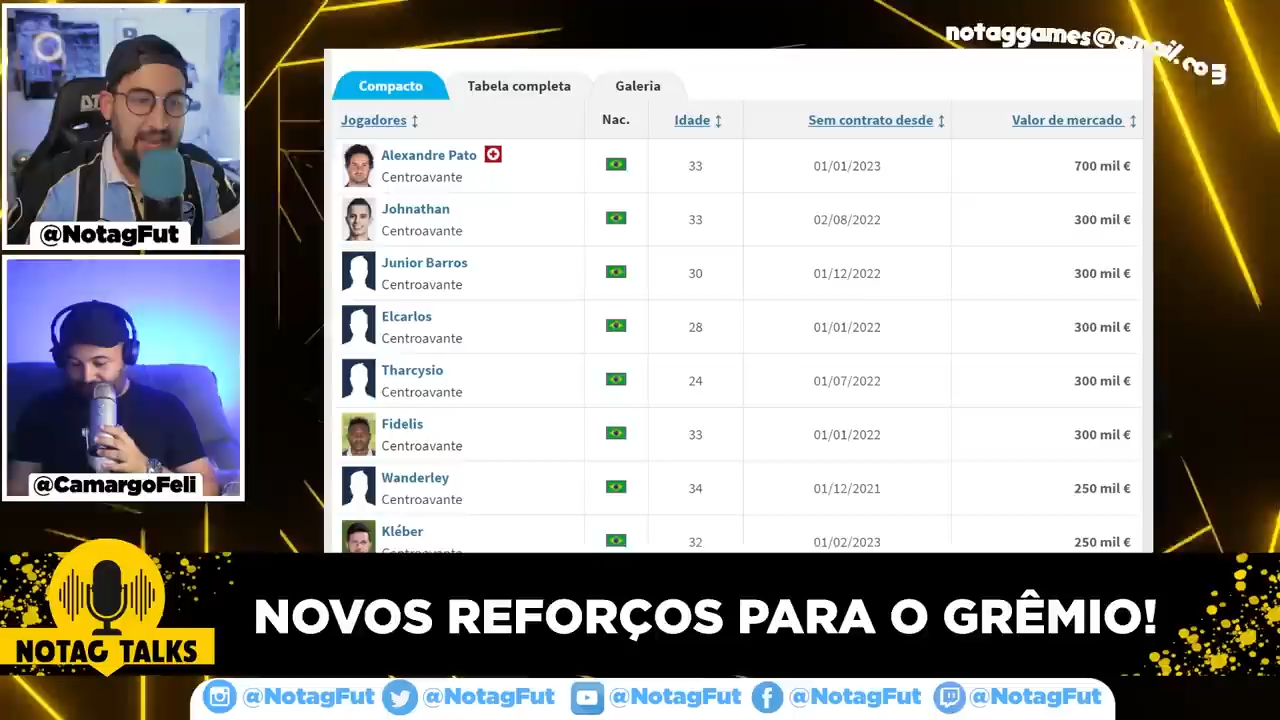 notaggames@gmail.com
Compacto Tabela completa Galeria
Jogadores Nac. Idade Sem contrato desde Valor de mercado
Alexandre Pato
Centroavante
33 01/01/2023 700 mil €
Johnathan
Centroavante
33 02/08/2022 300 mil €
@NotagFut
Junior Barros
Centroavante
30 01/12/2022 300 mil €
Elcarlos
Centroavante
28 01/01/2022 300 mil €
Tharcysio
Centroavante
24 01/07/2022 300 mil €
Fidelis
Centroavante
33 01/01/2022 300 mil €
Wanderley
Centroavante
34 01/12/2021 250 mil €
@CamargoFeli
Kléber
Centroavante
32 01/02/2023 250 mil €
NOVOS REFORÇOS PARA O GRÊMIO!
NOTAG TALKS
@NotagFut @NotagFut @NotagFut @NotagFut @NotagFut